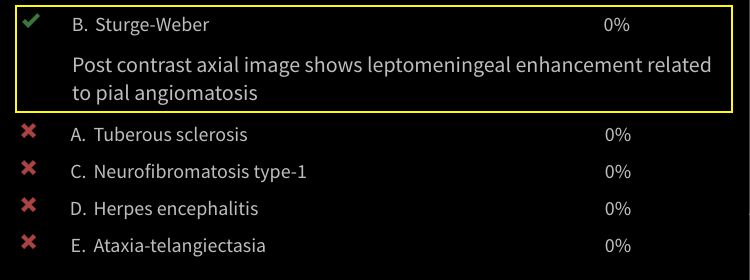 B. Sturge-Weber 0%
Post contrast axial image shows leptomeningeal enhancement related
to pial angiomatosis
A. Tuberous sclerosis 0%
C. Neurofibromatosis type-1 0%
D. Herpes encephalitis 0%
E. Ataxia-telangiectasia 0%